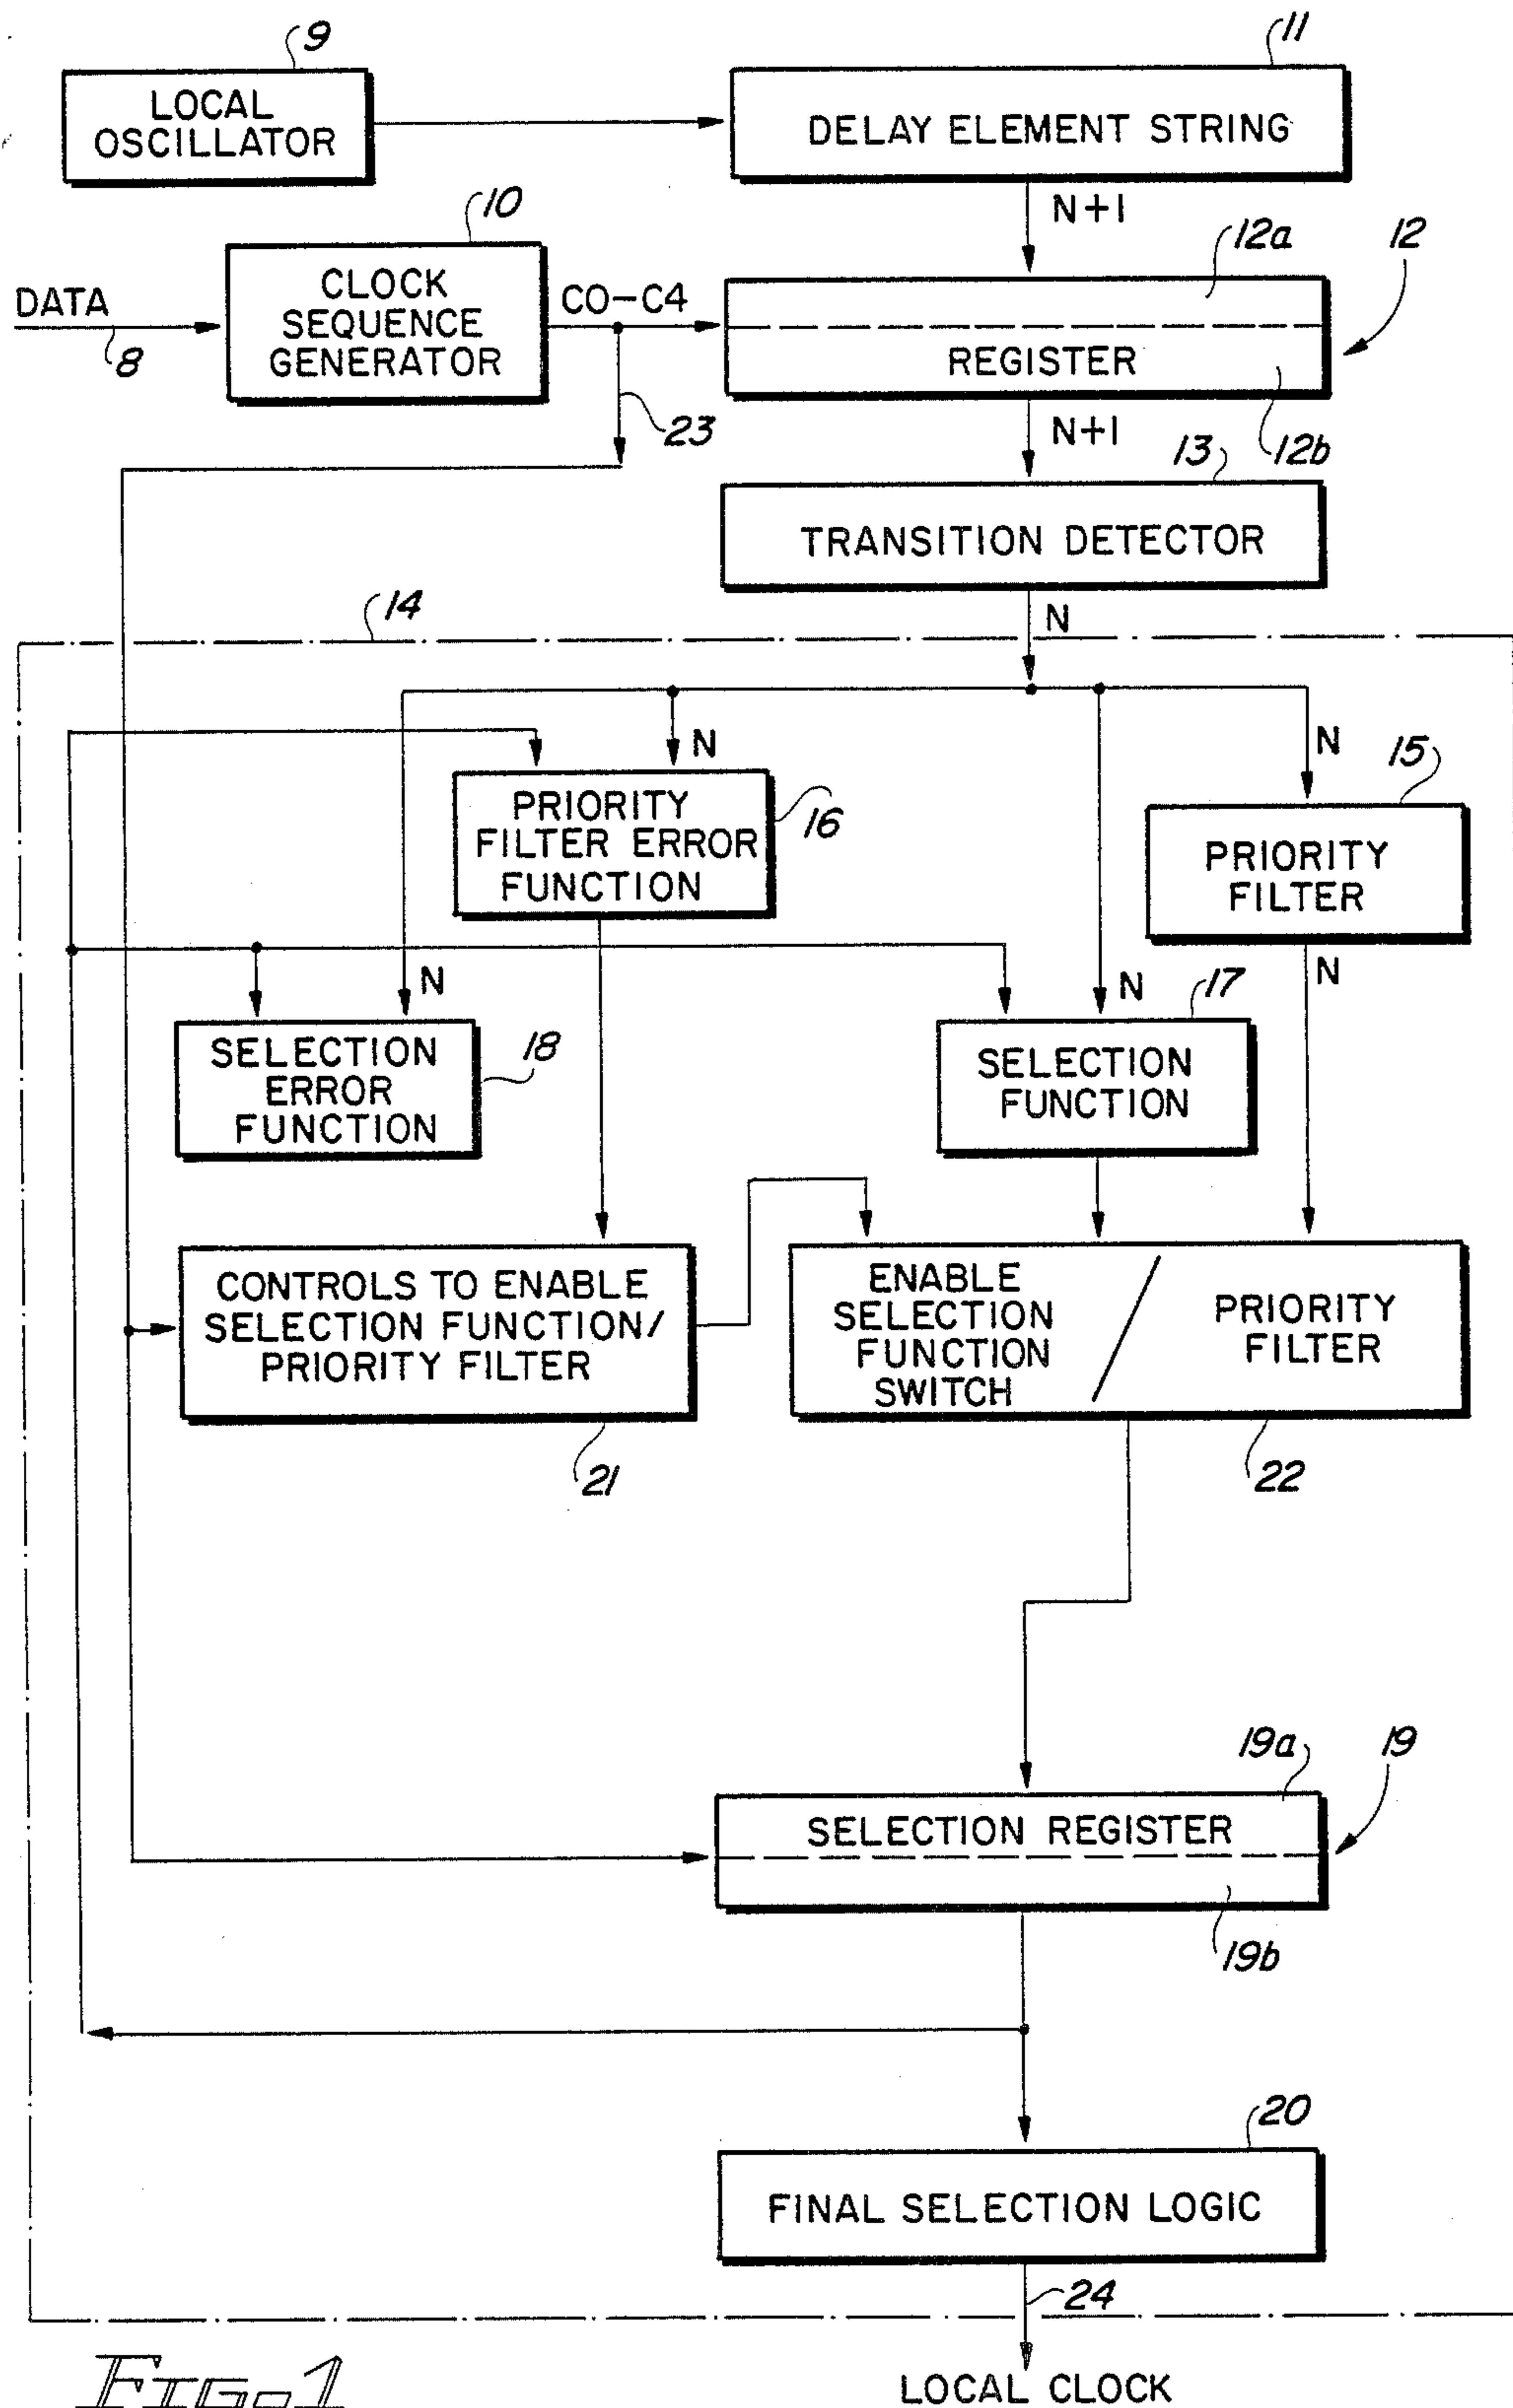 9
LOCAL
OSCILLATOR
11
DELAY ELEMENT STRING
N+1
10
DATA
8
CLOCK
SEQUENCE
GENERATOR
C0-C4
23
12a
12
REGISTER
12b
N+1
13
TRANSITION DETECTOR
14
N
N
N
PRIORITY
FILTER ERROR
FUNCTION
16
15
PRIORITY
FILTER
N
N
N
SELECTION
ERROR
FUNCTION
18
17
SELECTION
FUNCTION
CONTROLS TO ENABLE
SELECTION FUNCTION/
PRIORITY FILTER
21
ENABLE
SELECTION
FUNCTION
SWITCH
/
PRIORITY
FILTER
22
19a
19
SELECTION REGISTER
19b
20
FINAL SELECTION LOGIC
24
LOCAL CLOCK
FIG. 1